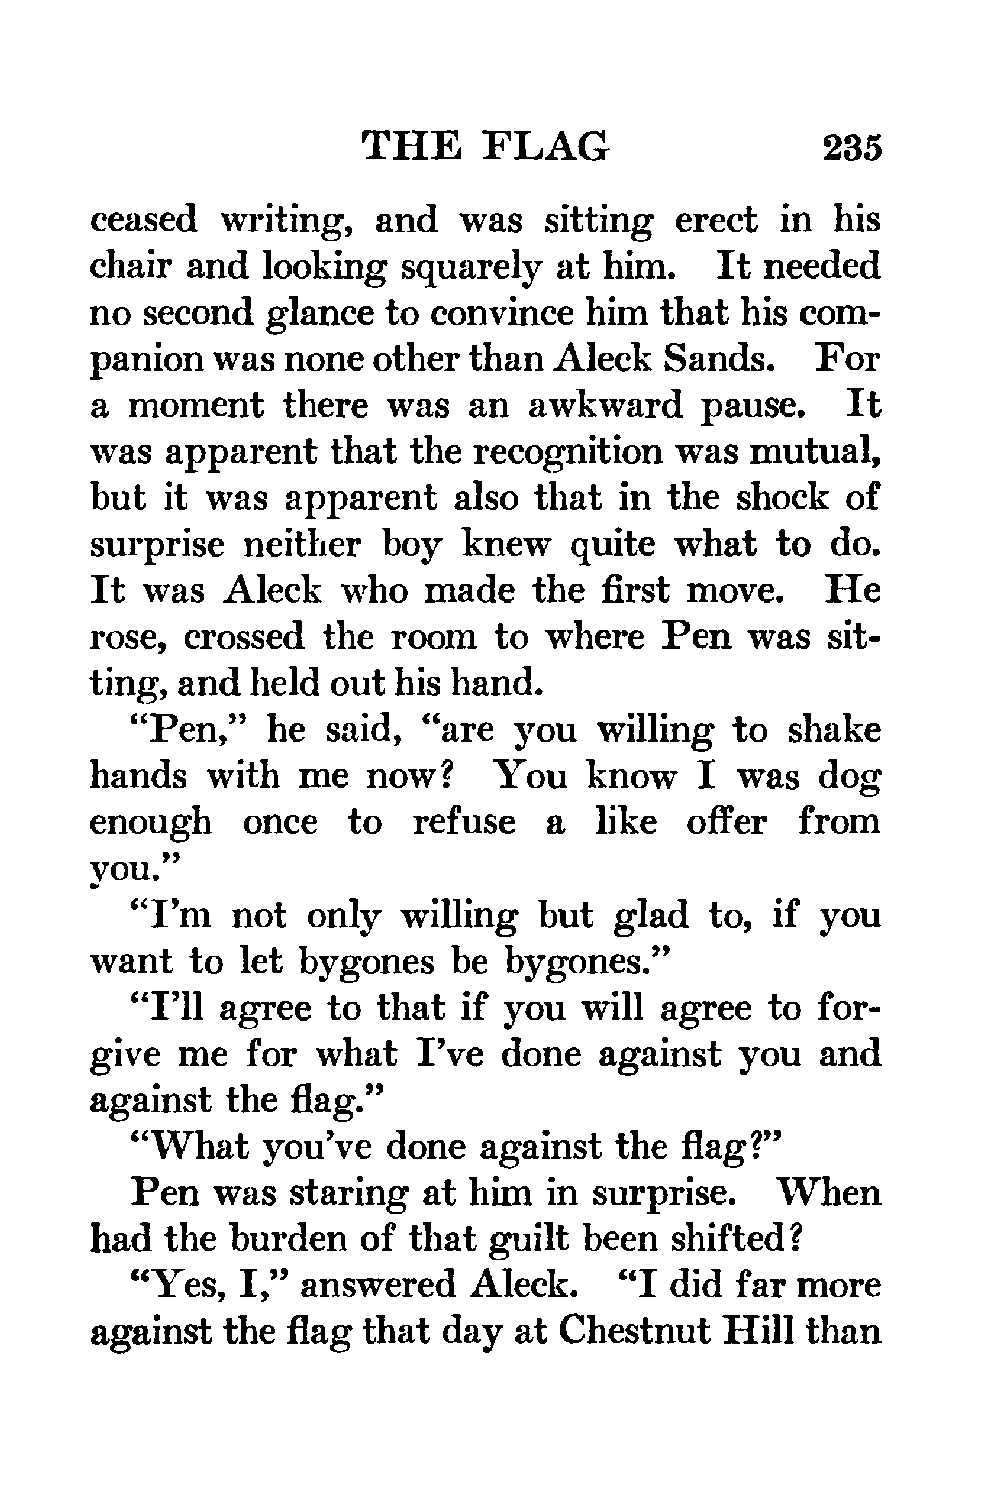 THE FLAG 235
ceased writing, and was sitting erect in his
chair and looking squarely at him. It needed
no second glance to convince him that his com-
panion was none other than Aleck Sands. For
a moment there was an awkward pause. It
was apparent that the recognition was mutual,
but it was apparent also that in the shock of
surprise neither boy knew quite what to do.
It was Aleck who made the first move. He
rose, crossed the room to where Pen was sit-
ting, and held out his hand.
“Pen,” he said, “are you willing to shake
hands with me now? You know I was dog
enough once to refuse a like offer from
you.”
“I’m not only willing but glad to, if you
want to let bygones be bygones.”
“I’ll agree to that if you will agree to for-
give me for what I’ve done against you and
against the flag.”
“What you’ve done against the flag?”
Pen was staring at him in surprise. When
had the burden of that guilt been shifted?
“Yes, I,” answered Aleck. “I did far more
against the flag that day at Chestnut Hill than